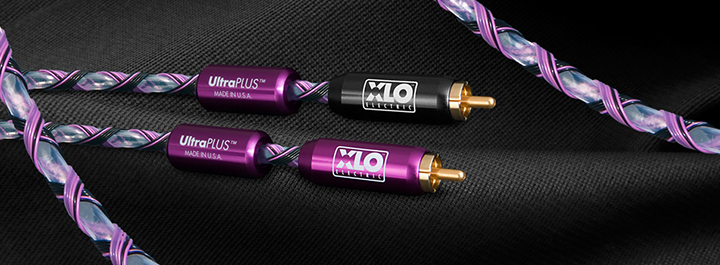 UltraPLUS™
MADE IN U.S.A.
XLO
ELECTRIC
UltraPLUS™
MADE IN U.S.A.
XLO
ELECTRIC